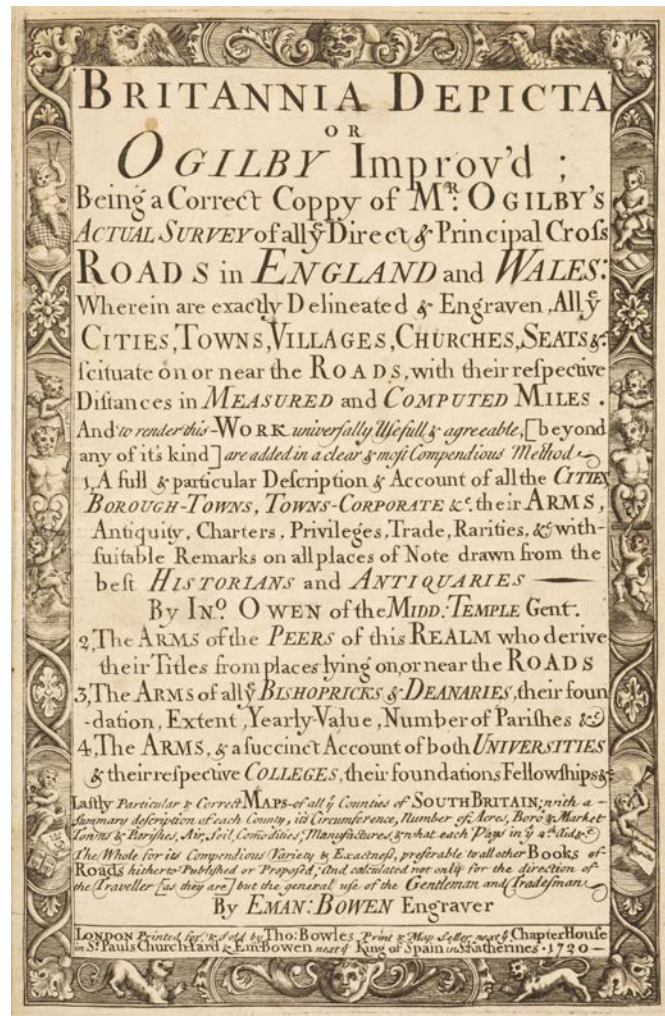 BRITANNIA DEPICTA
OR
OGILBY Improv'd ;
Being a Correct Coppy of Mʀ: OGILBY'S
ACTUAL SURVEY of all yᵉ Direct & Principal Croſs
ROADS in ENGLAND and WALES:
Wherein are exactly Delineated & Engraven, All yᵉ
CITIES, TOWNS, VILLAGES, CHURCHES, SEATS &c.
ſcituate on or near the ROADS, with their reſpective
Diſtances in MEASURED and COMPUTED MILES .
And to render this WORK univerſally Uſefull & agreeable, [beyond
any of its kind] are added in a clear & moſt Compendious Method
1, A full & particular Deſcription & Account of all the CITIES,
BOROUGH-TOWNS, TOWNS-CORPORATE &c. their ARMS,
Antiquity, Charters, Privileges, Trade, Rarities, &c with-
ſuitable Remarks on all places of Note drawn from the
beſt HISTORIANS and ANTIQUARIES —
By INº. OWEN of the MIDD: TEMPLE Gent.
2, The ARMS of the PEERS of this REALM who derive
their Titles from places lying on, or near the ROADS
3, The ARMS of all yᵉ BISHOPRICKS & DEANARIES, their foun
-dation, Extent, Yearly-Value, Number of Pariſhes &c
4, The ARMS, & a ſuccinct Account of both UNIVERSITIES
& their reſpective COLLEGES, their foundations Fellowſhips &c
Laſtly Particular & Correct MAPS of all yᵉ Counties of SOUTH BRITAIN; with a -
Summary deſcription of each County, its Circumference, Number of Acres, Boro & Market
Towns & Pariſhes, Air, Soil, Comodities, Manufactures, & what each Pays in yᵉ 4ˢ Aid &c
The Whole for its Compendious Variety & Exactneſs, preferable to all other Books of
Roads hitherto Publiſhed or Propoſed; And calculated not only for the direction of
the Traveller [as they are] but the general uſe of the Gentleman and Tradeſman
By EMAN: BOWEN Engraver
LONDON Printed for, & Sold by Tho: Bowles Print & Map Seller next yᵉ Chapter Houſe
in Sᵗ. Pauls Church-Yard & Em: Bowen next yᵉ King of Spain in Sᵗ Katherines · 1720 —